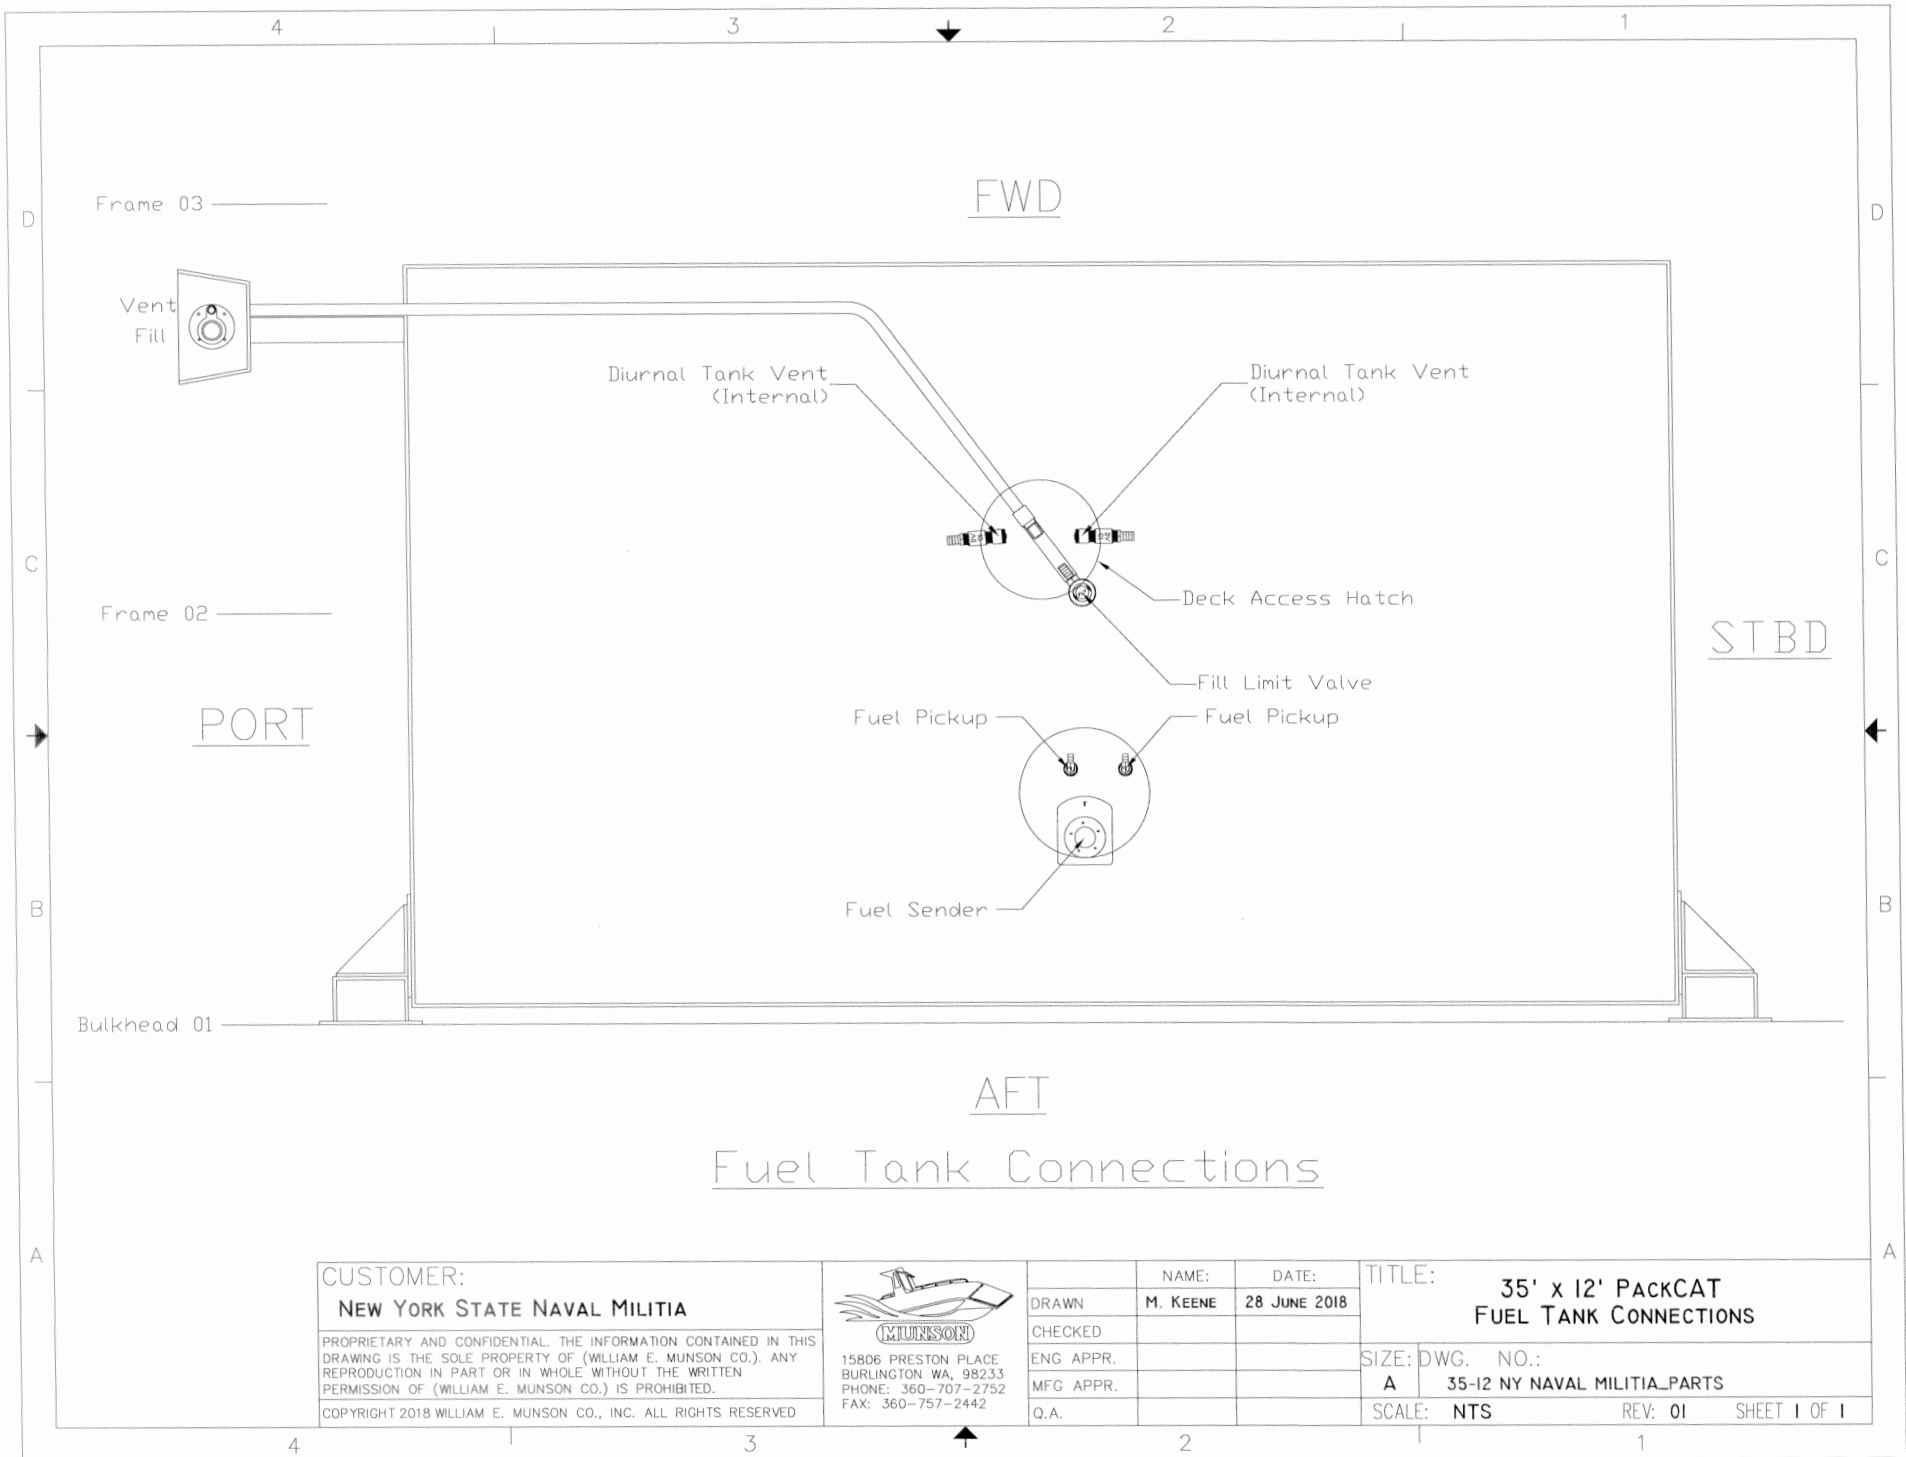 4 3 2 1
FWD
Frame 03
D D
Vent
Fill
Diurnal Tank Vent
(Internal)
Diurnal Tank Vent
(Internal)
C C
Deck Access Hatch
Frame 02
STBD
Fill Limit Valve
PORT
Fuel Pickup
Fuel Pickup
B B
Fuel Sender
Bulkhead 01
AFT
Fuel Tank Connections
A A
CUSTOMER:
NEW YORK STATE NAVAL MILITIA
PROPRIETARY AND CONFIDENTIAL. THE INFORMATION CONTAINED IN THIS
DRAWING IS THE SOLE PROPERTY OF (WILLIAM E. MUNSON CO.). ANY
REPRODUCTION IN PART OR IN WHOLE WITHOUT THE WRITTEN
PERMISSION OF (WILLIAM E. MUNSON CO.) IS PROHIBITED.
COPYRIGHT 2018 WILLIAM E. MUNSON CO., INC. ALL RIGHTS RESERVED
MUNSON
15806 PRESTON PLACE
BURLINGTON WA, 98233
PHONE: 360-707-2752
FAX: 360-757-2442
NAME: DATE:
DRAWN M. KEENE 28 JUNE 2018
CHECKED
ENG APPR.
MFG APPR.
Q.A.
TITLE:
35' X 12' PACKCAT
FUEL TANK CONNECTIONS
SIZE: DWG. NO.:
A 35-12 NY NAVAL MILITIA_PARTS
SCALE: NTS REV: 01 SHEET 1 OF 1
4 3 2 1